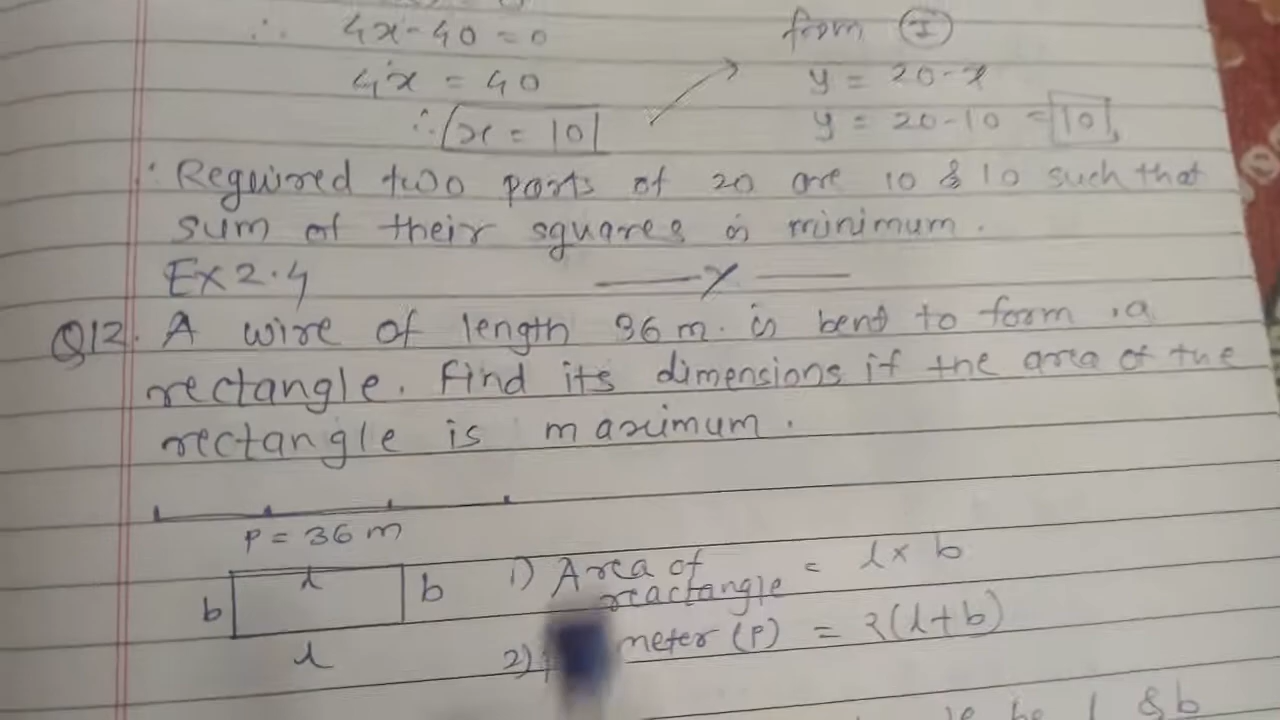 ∴ 4x-40=0
4x = 40
∴ x = 10
from I
y = 20-x
y = 20-10 = 10,
∴ Required two parts of 20 are 10 & 10 such that
sum of their squares is minimum.
Ex 2.4
Q12. A wire of length 36 m. is bent to form a
rectangle. Find its dimensions if the area of the
rectangle is maximum.
P = 36 m
l
b
b
l
1) Area of
reactangle = l × b
2) meter (P) = 2(l+b)
be l & b